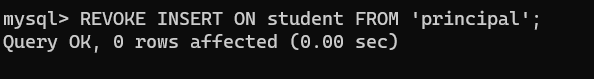 mysql> REVOKE INSERT ON student FROM 'principal';
Query OK, 0 rows affected (0.00 sec)